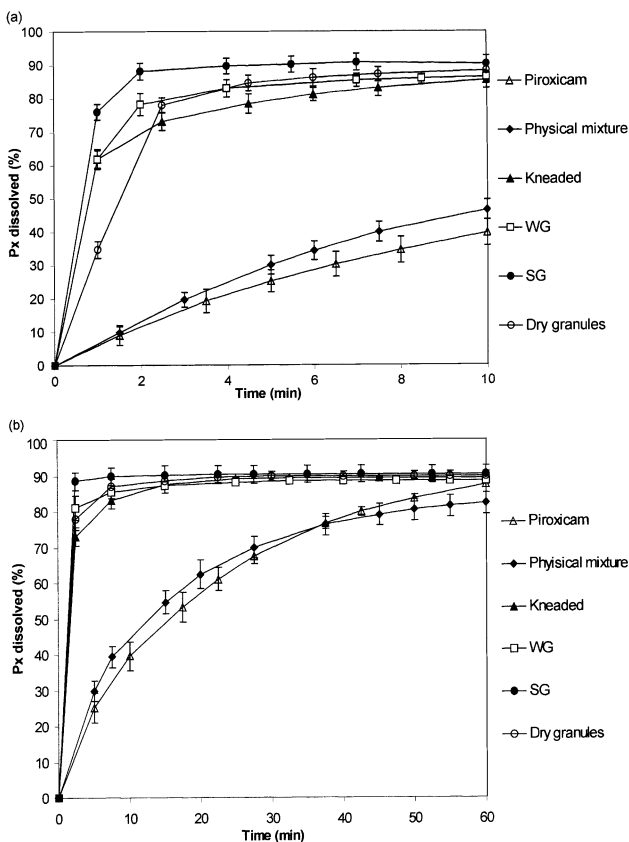 (a)
100
90
80
70
60
50
40
30
20
10
0
Px dissolved (%)
0 2 4 6 8 10
Time (min)
Piroxicam
Physical mixture
Kneaded
WG
SG
Dry granules
(b)
100
90
80
70
60
50
40
30
20
10
0
Px dissolved (%)
0 10 20 30 40 50 60
Time (min)
Piroxicam
Phyisical mixture
Kneaded
WG
SG
Dry granules